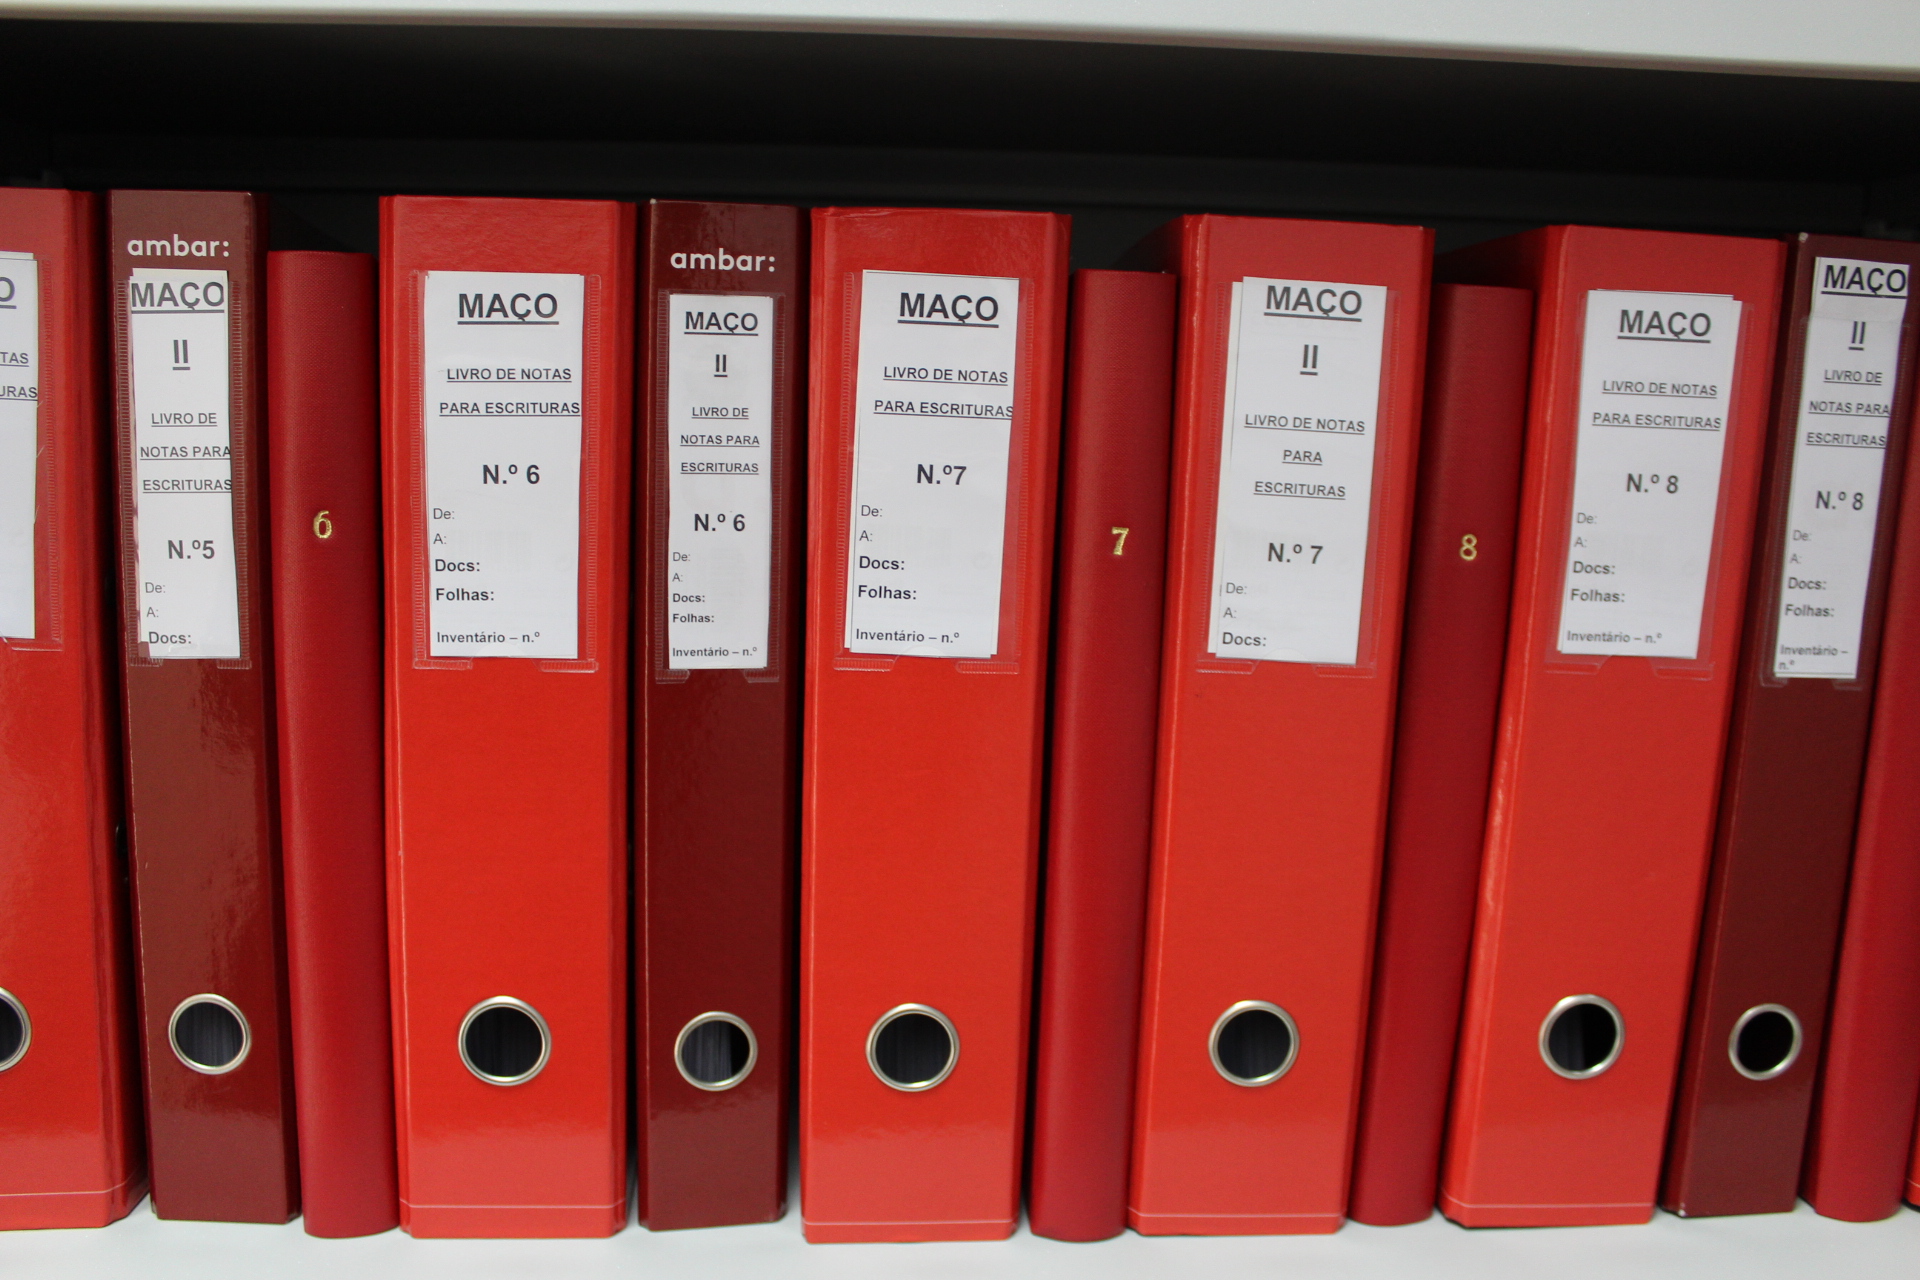 O
TAS
URAS
ambar:
MAÇO
II
LIVRO DE
NOTAS PARA
ESCRITURAS
N.º5
De:
A:
Docs:
6
MAÇO
LIVRO DE NOTAS
PARA ESCRITURAS
N.º 6
De:
A:
Docs:
Folhas:
Inventário – n.º
ambar:
MAÇO
II
LIVRO DE
NOTAS PARA
ESCRITURAS
N.º 6
De:
A:
Docs:
Folhas:
Inventário – n.º
MAÇO
LIVRO DE NOTAS
PARA ESCRITURAS
N.º7
De:
A:
Docs:
Folhas:
Inventário – n.º
7
MAÇO
II
LIVRO DE NOTAS
PARA
ESCRITURAS
N.º 7
De:
A:
Docs:
8
MAÇO
LIVRO DE NOTAS
PARA ESCRITURAS
N.º 8
De:
A:
Docs:
Folhas:
Inventário – n.º
MAÇO
II
LIVRO DE
NOTAS PARA
ESCRITURAS
N.º 8
De:
A:
Docs:
Folhas:
Inventário –
n.º